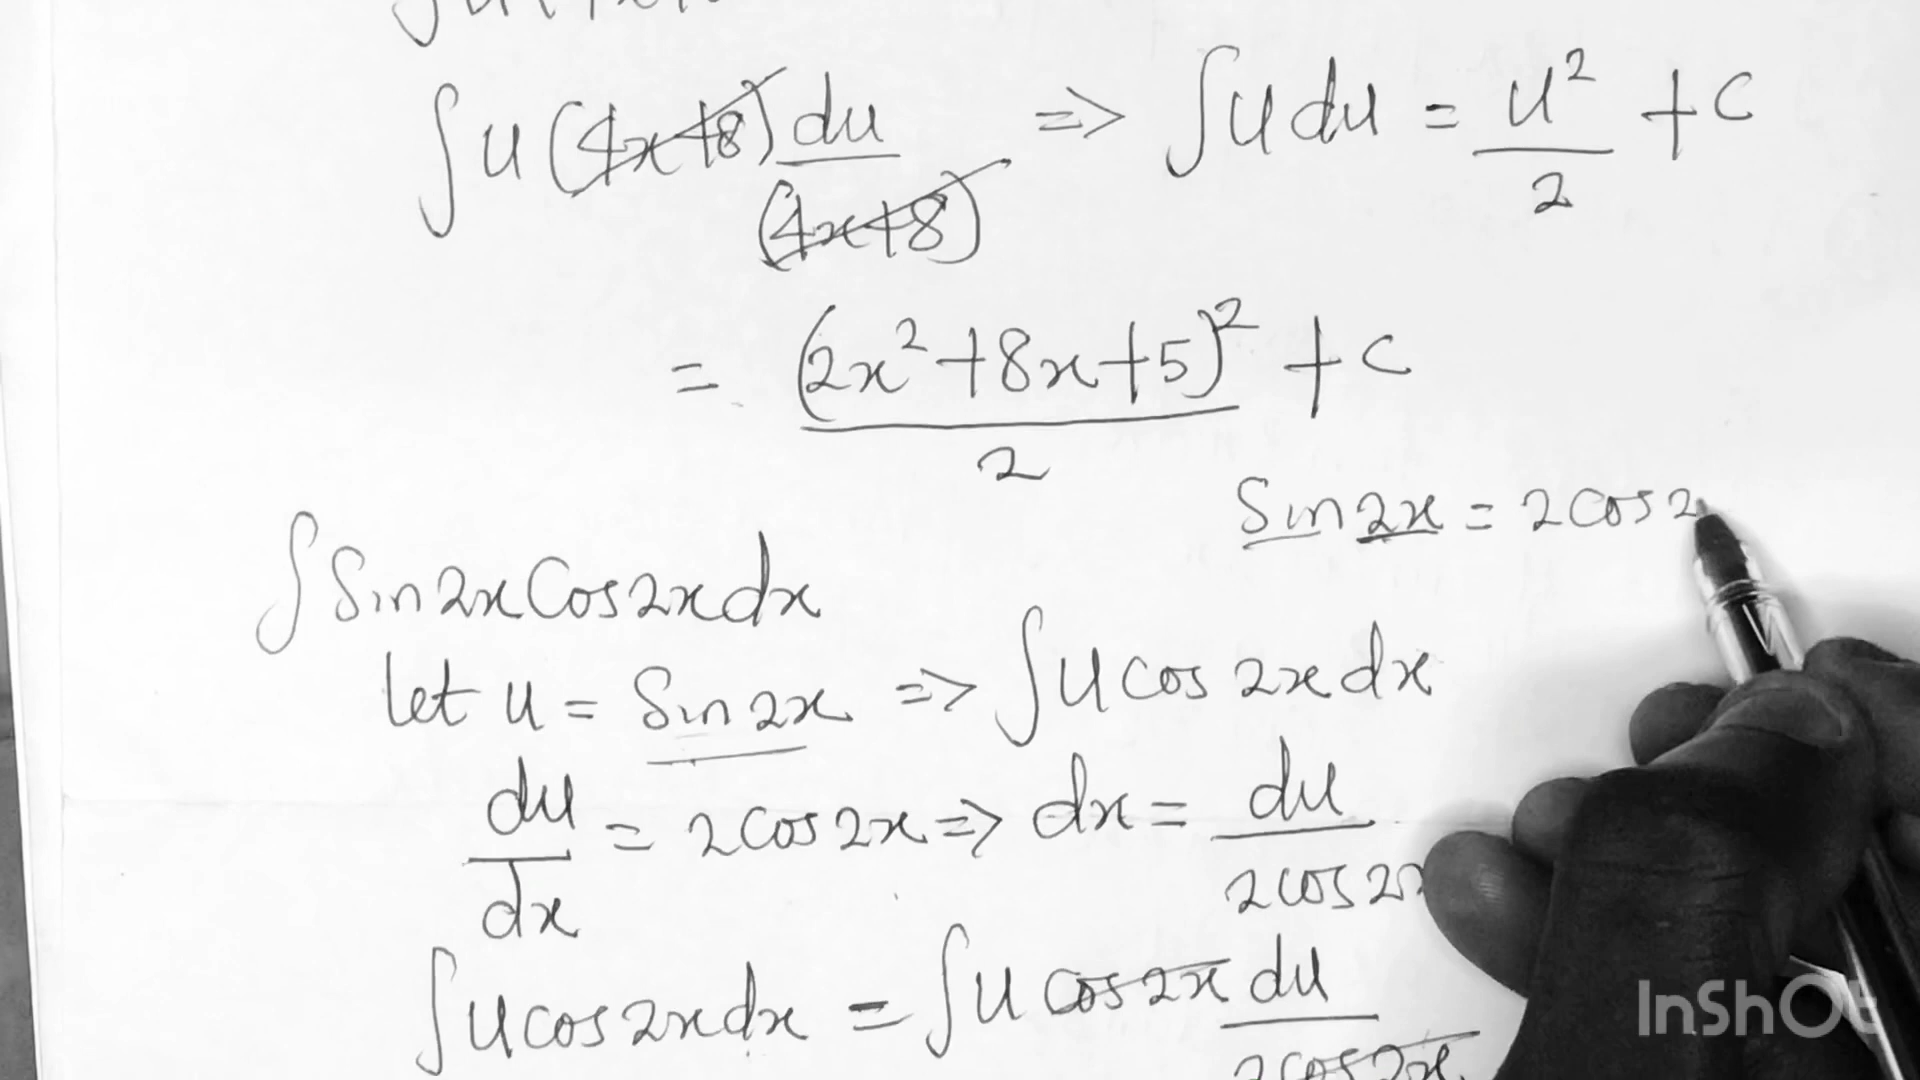 ∫u(4x+8) du/(4x+8) => ∫u du = u²/2 + c
= (2x²+8x+5)²/2 + c
Sin2x = 2cos2
∫Sin2xCos2xdx
let u = Sin2x => ∫u cos 2x dx
du/dx = 2cos2x => dx = du/2cos2x
∫ucos2xdx = ∫u cos2x du/2cos2x
InShOt